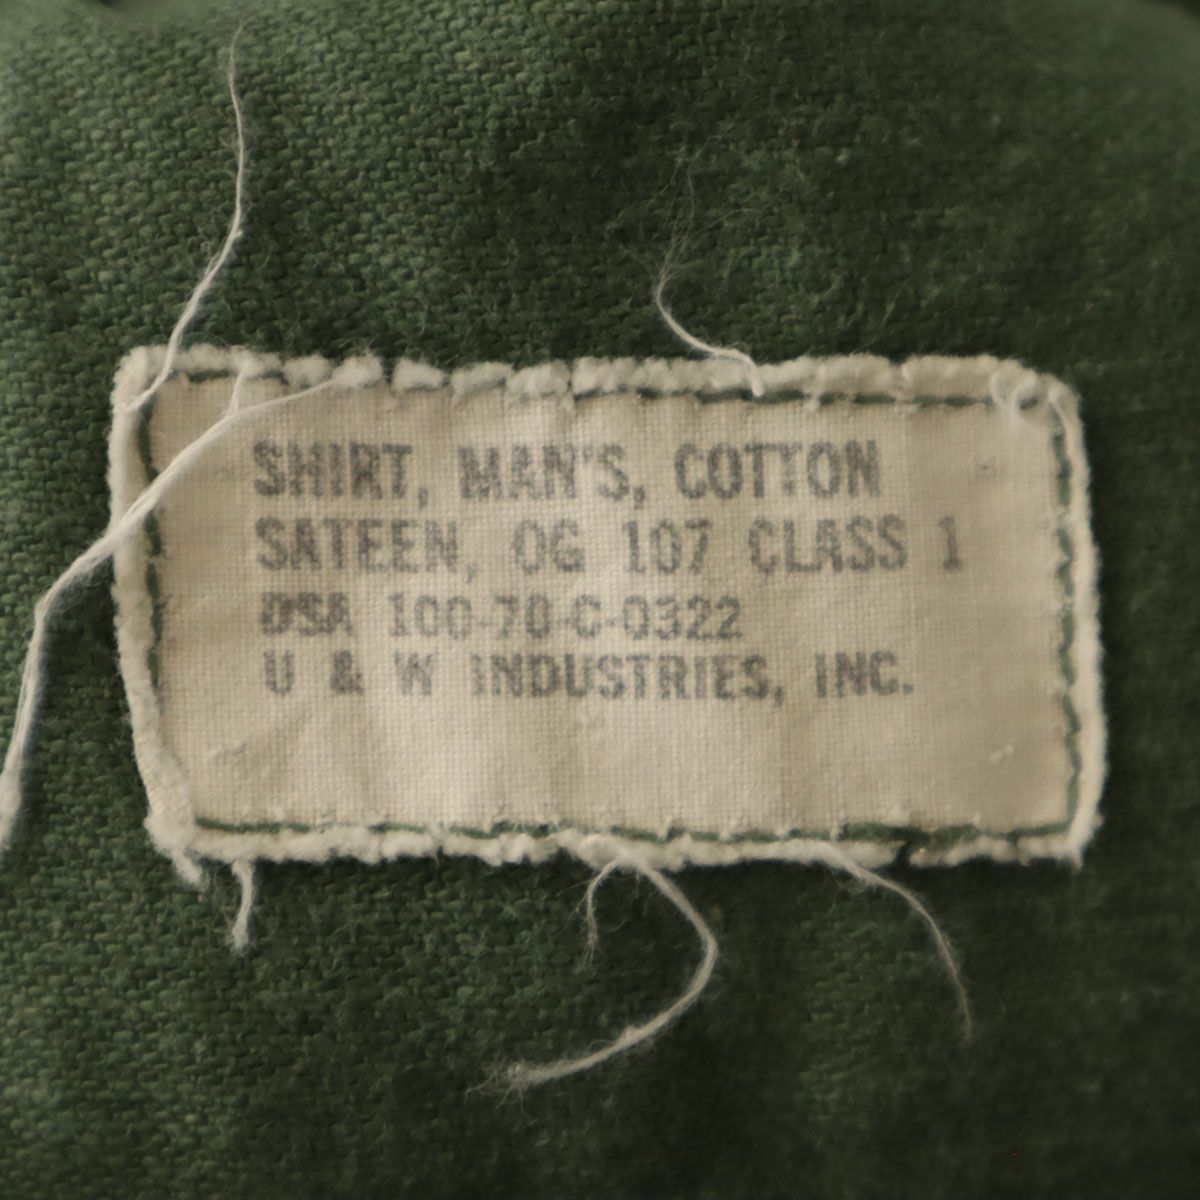 SHIRT, MAN'S, COTTON
SATEEN, OG 107 CLASS 1
DSA 100-70-C-0322
U & W INDUSTRIES, INC.